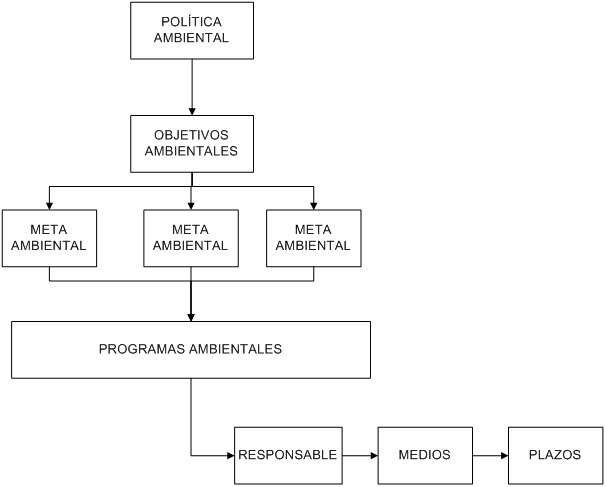 POLÍTICA
AMBIENTAL
OBJETIVOS
AMBIENTALES
META
AMBIENTAL
META
AMBIENTAL
META
AMBIENTAL
PROGRAMAS AMBIENTALES
RESPONSABLE
MEDIOS
PLAZOS